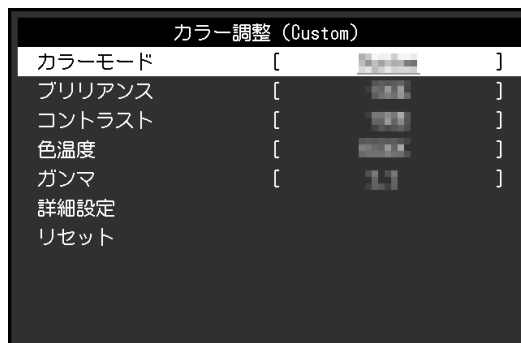 カラー調整（Custom）
カラーモード [ ]
ブリリアンス [ ]
コントラスト [ ]
色温度 [ ]
ガンマ [ ]
詳細設定
リセット